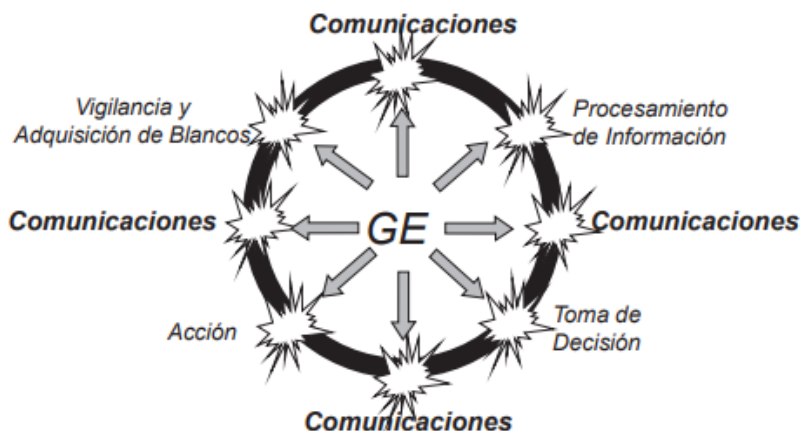 Comunicaciones
Vigilancia y
Adquisición de Blancos
Procesamiento
de Información
Comunicaciones
GE
Comunicaciones
Acción
Toma de
Decisión
Comunicaciones